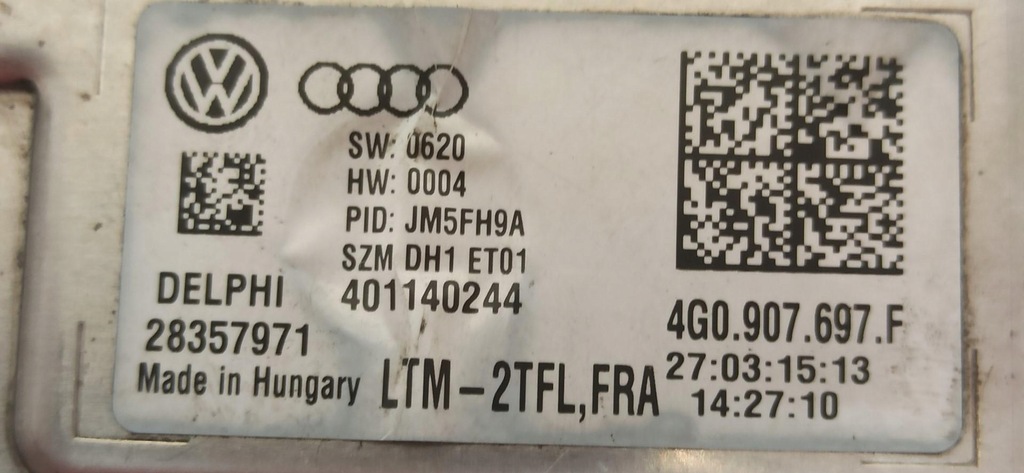 SW: 0620
HW: 0004
PID: JM5FH9A
SZM DH1 ET01
401140244
DELPHI
28357971
Made in Hungary
LTM-2TFL,FRA
4G0.907.697.F
27:03:15:13
14:27:10